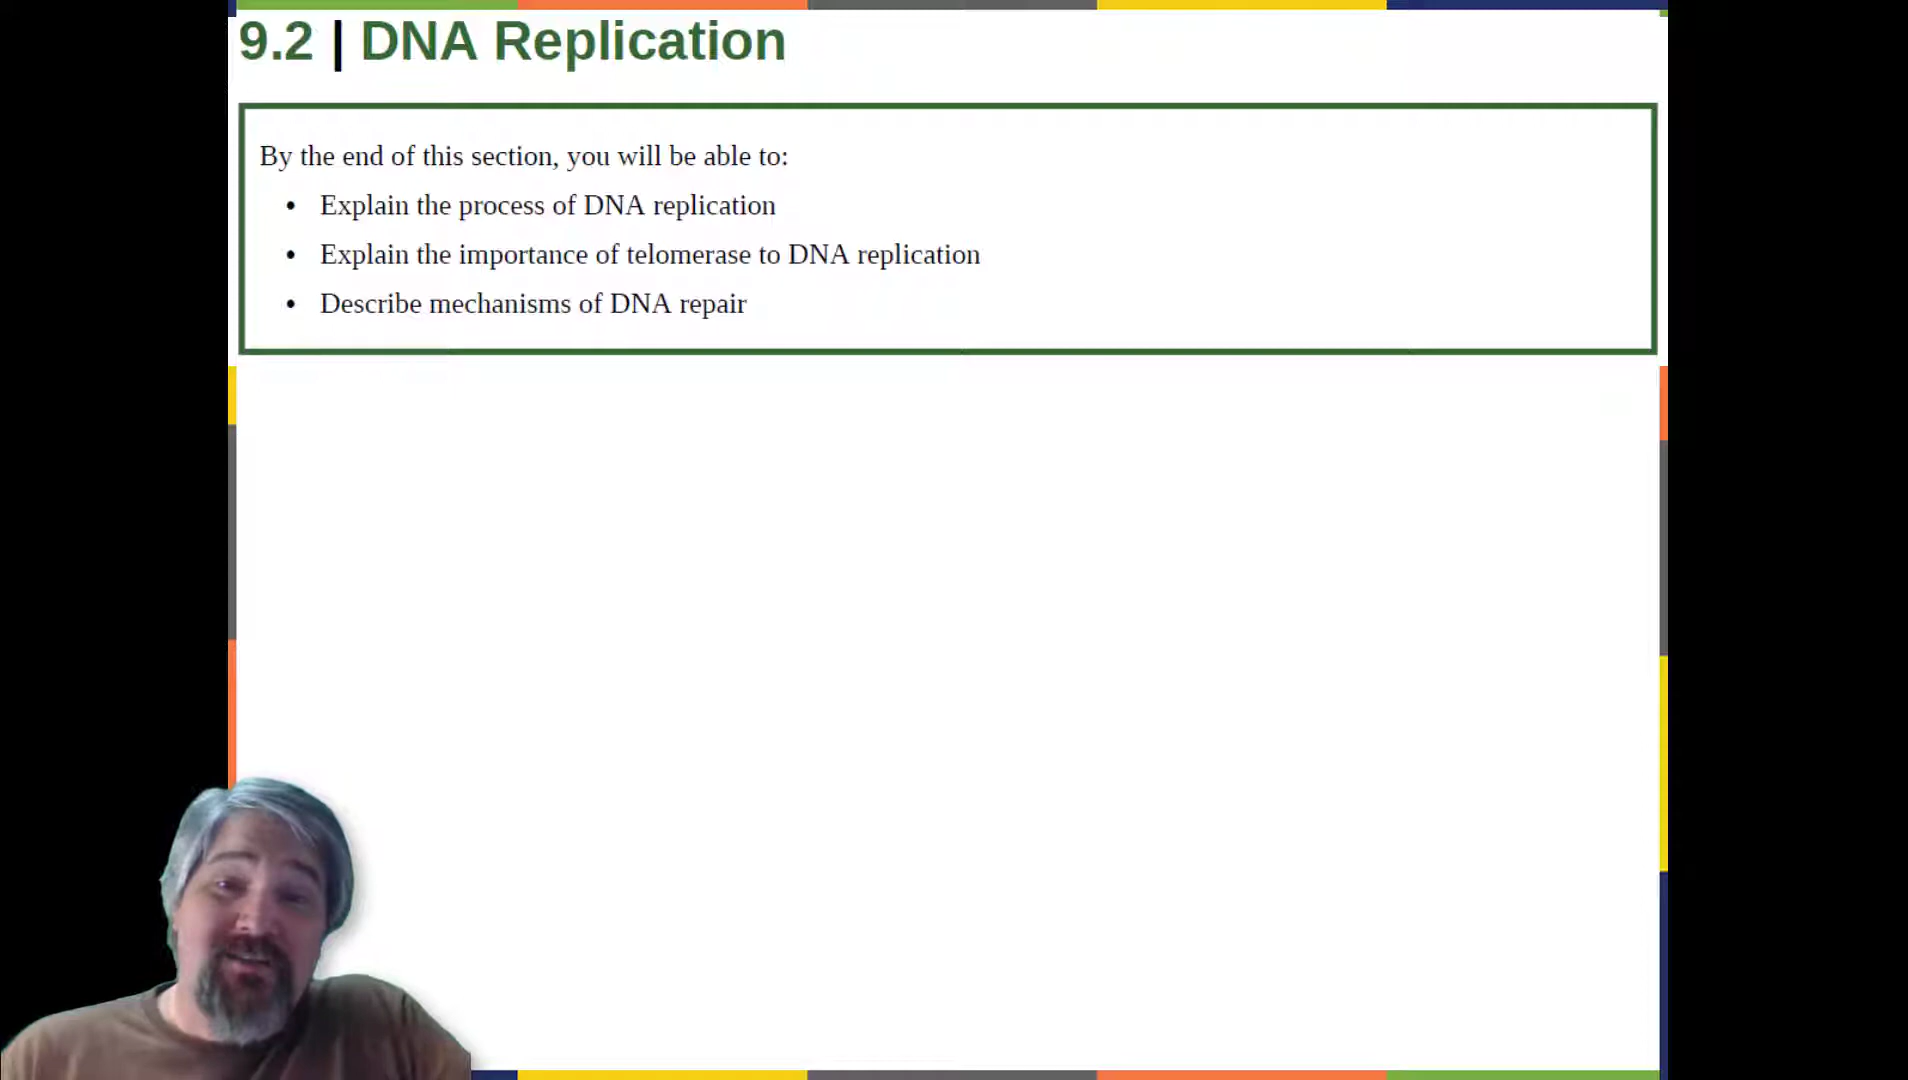 9.2 | DNA Replication
By the end of this section, you will be able to:
• Explain the process of DNA replication
• Explain the importance of telomerase to DNA replication
• Describe mechanisms of DNA repair